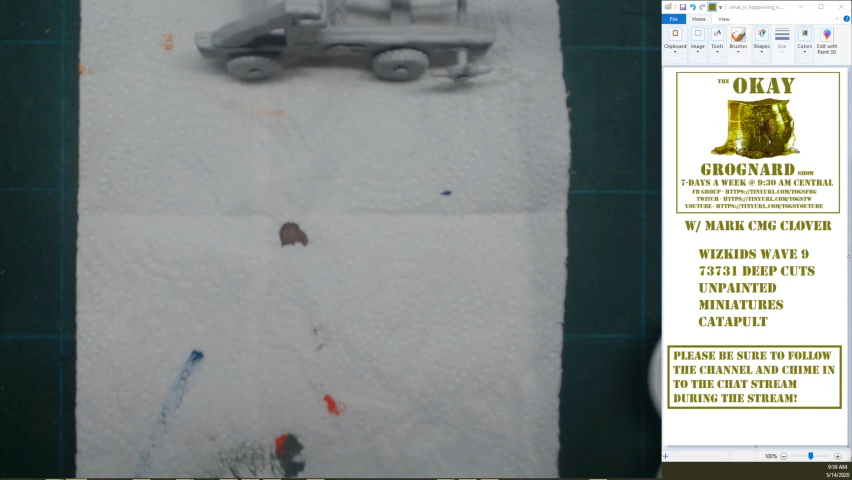 what_is_happening_n...
File
Home
View
Clipboard
Image
Tools
Brushes
Shapes
Size
Colors
Edit with
Paint 3D
THE OKAY
GROGNARD SHOW
7-DAYS A WEEK @ 9:30 AM CENTRAL
FB GROUP - HTTPS://TINYURL.COM/TOGSFBG
TWITCH - HTTPS://TINYURL.COM/TOGSTW
YOUTUBE - HTTPS://TINYURL.COM/TOGSYOUTUBE
W/ MARK CMG CLOVER
WIZKIDS WAVE 9
73731 DEEP CUTS
UNPAINTED
MINIATURES
CATAPULT
PLEASE BE SURE TO FOLLOW
THE CHANNEL AND CHIME IN
TO THE CHAT STREAM
DURING THE STREAM!
100%
9:59 AM
5/14/2020